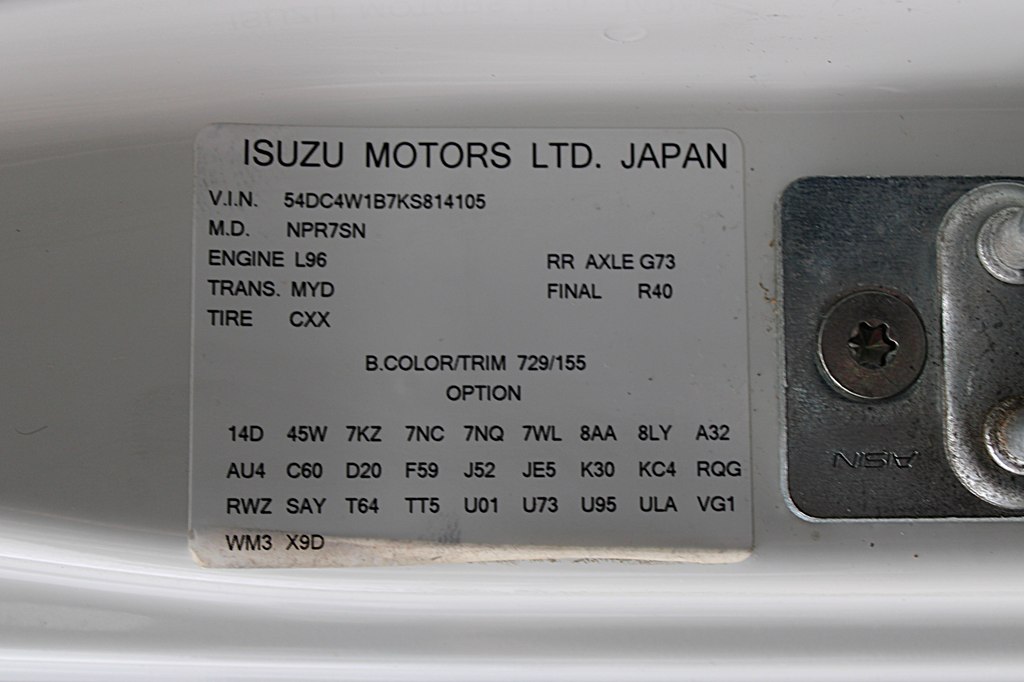 ISUZU MOTORS LTD. JAPAN
V.I.N. 54DC4W1B7KS814105
M.D. NPR7SN
ENGINE L96 RR AXLE G73
TRANS. MYD FINAL R40
TIRE CXX
B.COLOR/TRIM 729/155
OPTION
14D 45W 7KZ 7NC 7NQ 7WL 8AA 8LY A32
AU4 C60 D20 F59 J52 JE5 K30 KC4 RQG
RWZ SAY T64 TT5 U01 U73 U95 ULA VG1
WM3 X9D
AISIN